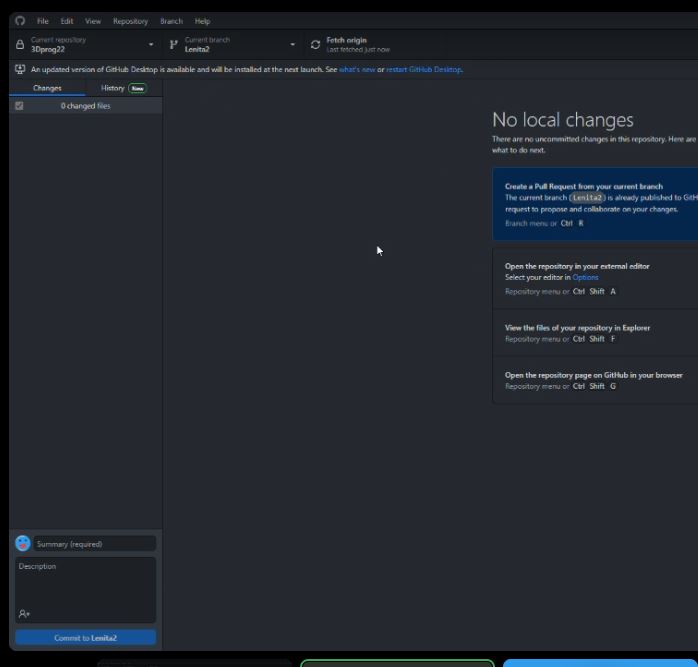 File Edit View Repository Branch Help
Current repository
3Dprog22
Current branch
Lenita2
Fetch origin
Last fetched just now
An updated version of GitHub Desktop is available and will be installed at the next launch. See what's new or restart GitHub Desktop.
Changes
History New
0 changed files
No local changes
There are no uncommitted changes in this repository. Here are
what to do next.
Create a Pull Request from your current branch
The current branch (Lenita2) is already published to GitH
request to propose and collaborate on your changes.
Branch menu or Ctrl R
Open the repository in your external editor
Select your editor in Options
Repository menu or Ctrl Shift A
View the files of your repository in Explorer
Repository menu or Ctrl Shift F
Open the repository page on GitHub in your browser
Repository menu or Ctrl Shift G
Summary (required)
Description
Commit to Lenita2